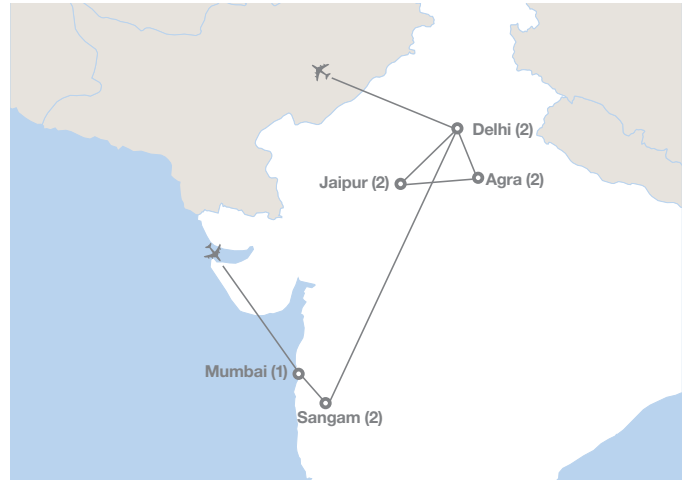 Delhi (2)
Jaipur (2)
Agra (2)
Mumbai (1)
Sangam (2)